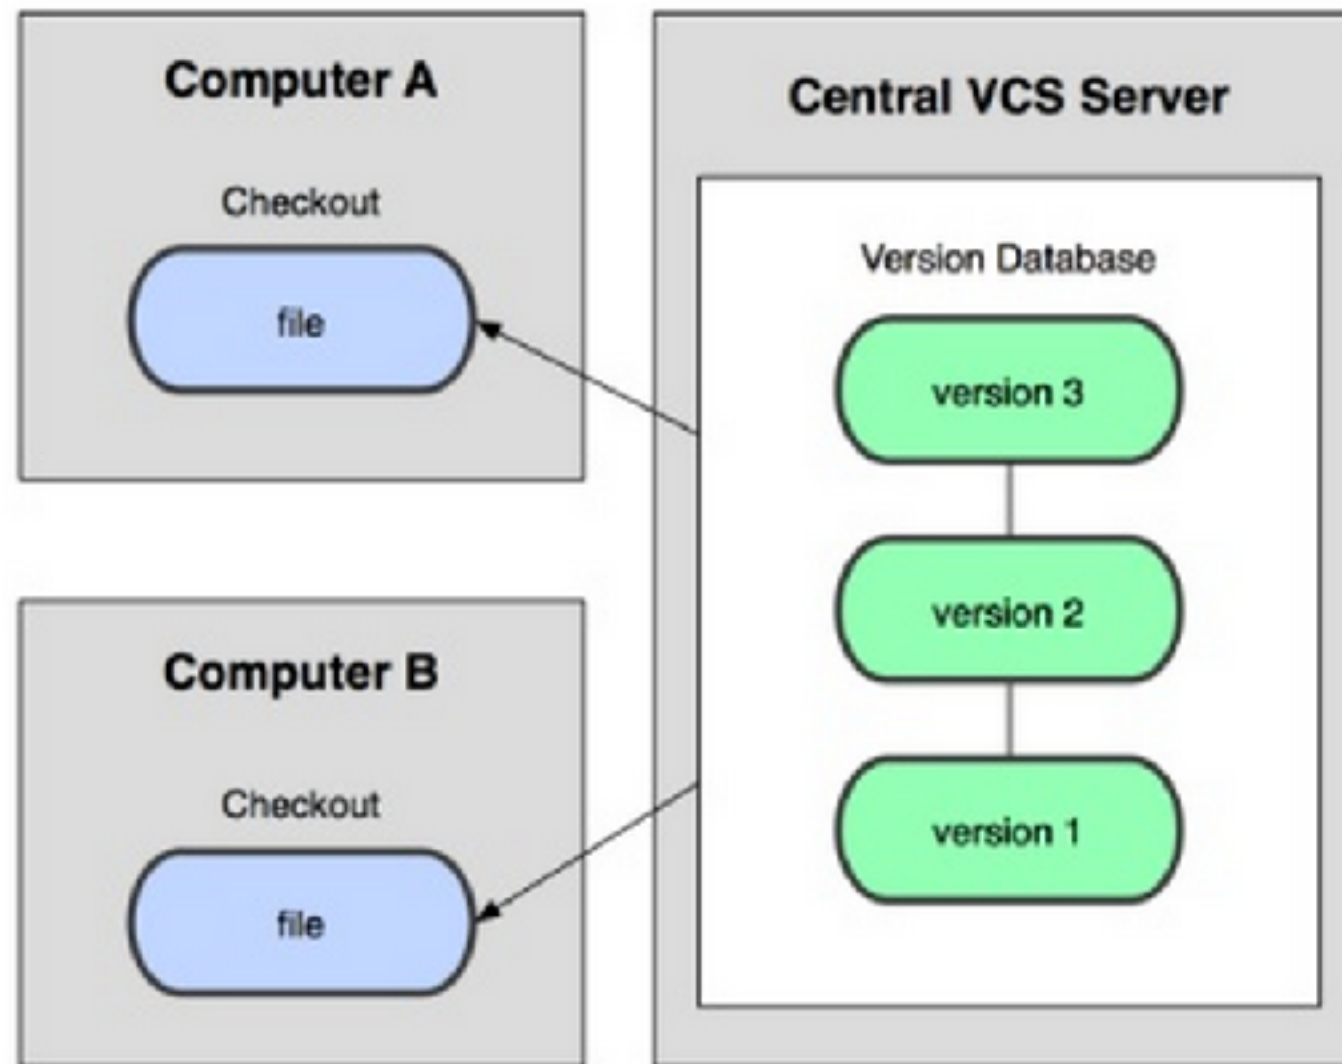 Computer A
Checkout
file
Computer B
Checkout
file
Central VCS Server
Version Database
version 3
version 2
version 1